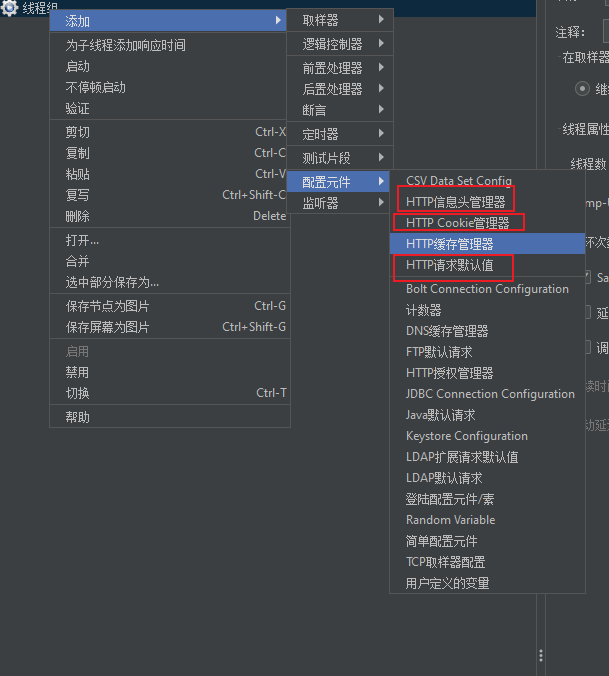 线程组
添加
为子线程添加响应时间
启动
不停顿启动
验证
剪切 Ctrl-X
复制 Ctrl-C
粘贴 Ctrl-V
复写 Ctrl+Shift-C
删除 Delete
打开...
合并
选中部分保存为...
保存节点为图片 Ctrl-G
保存屏幕为图片 Ctrl+Shift-G
启用
禁用
切换 Ctrl-T
帮助
取样器
逻辑控制器
前置处理器
后置处理器
断言
定时器
测试片段
配置元件
监听器
CSV Data Set Config
HTTP信息头管理器
HTTP Cookie管理器
HTTP缓存管理器
HTTP请求默认值
Bolt Connection Configuration
计数器
DNS缓存管理器
FTP默认请求
HTTP授权管理器
JDBC Connection Configuration
Java默认请求
Keystore Configuration
LDAP扩展请求默认值
LDAP默认请求
登陆配置元件/素
Random Variable
简单配置元件
TCP取样器配置
用户定义的变量
注释:
在取样器
继
线程属性
线程数
mp-
环次数
Sa
延
调
续时间